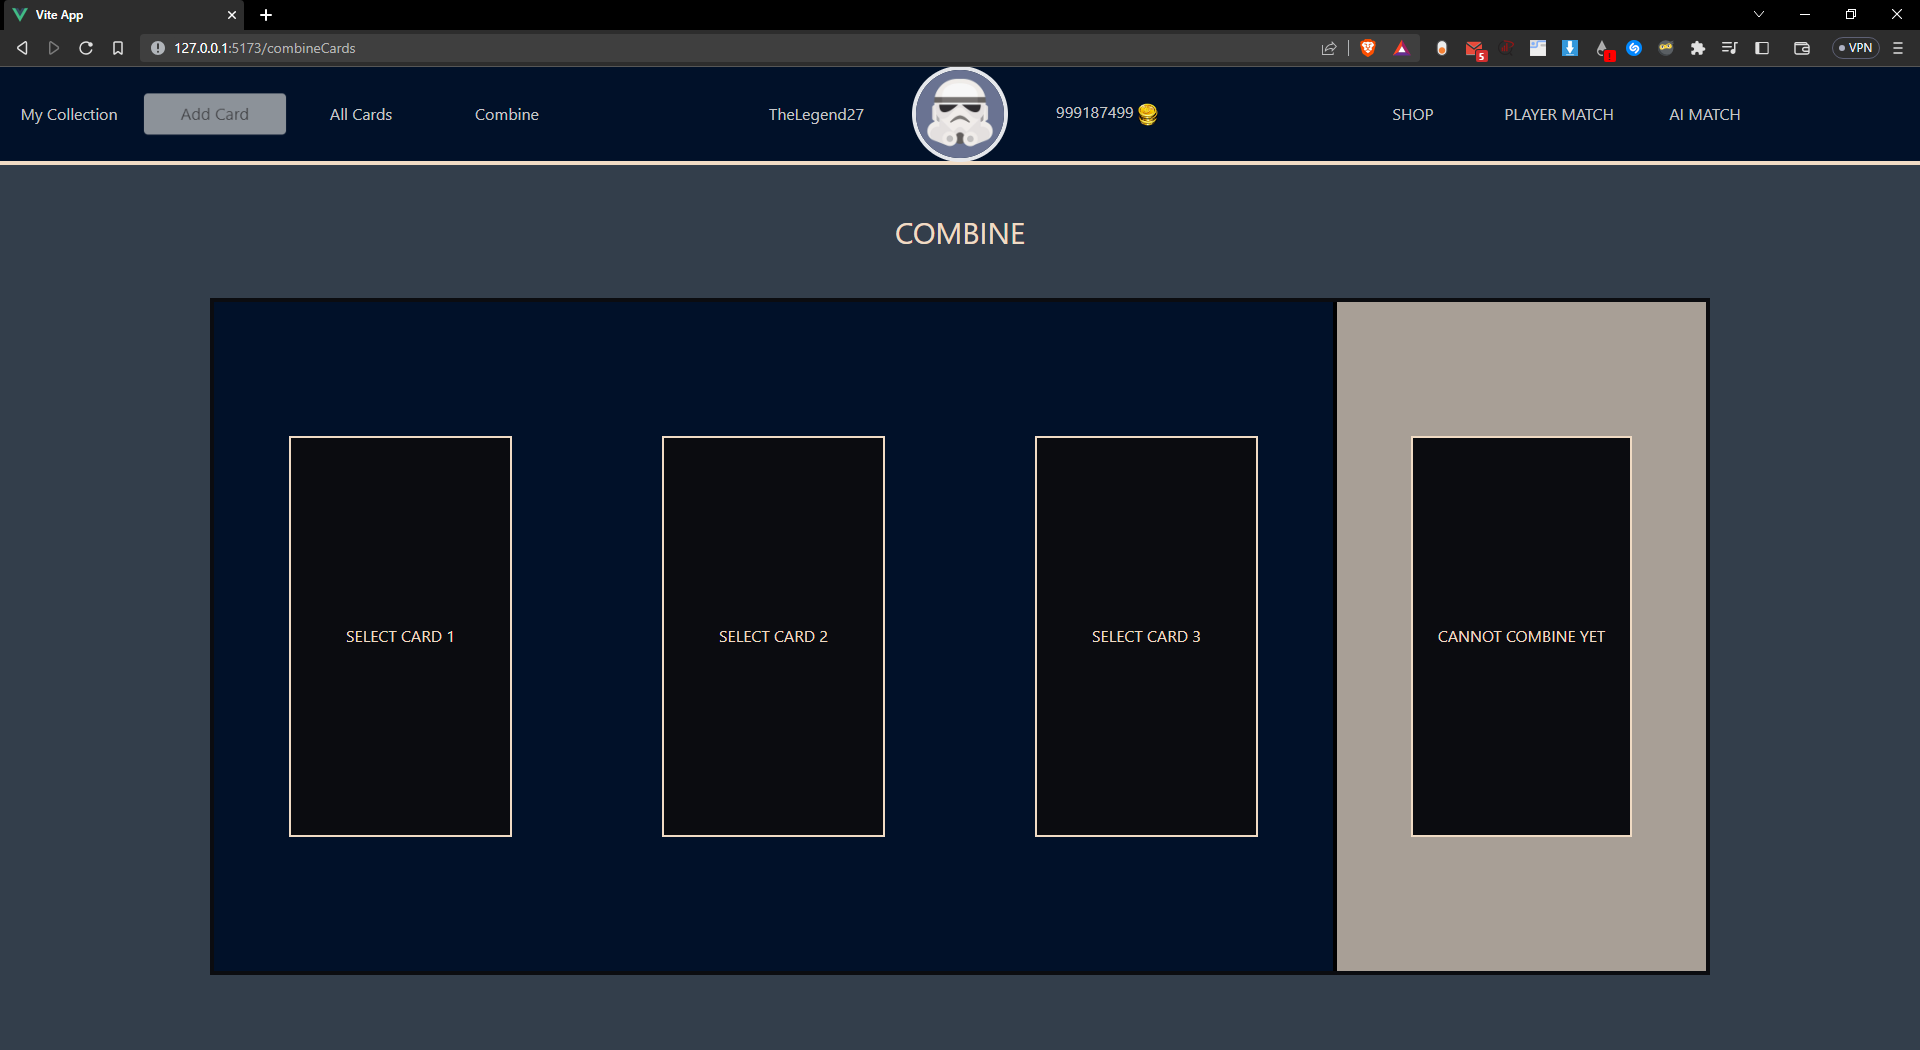 Vite App
127.0.0.1:5173/combineCards
5
VPN
My Collection
Add Card
All Cards
Combine
TheLegend27
999187499
SHOP
PLAYER MATCH
AI MATCH
COMBINE
SELECT CARD 1
SELECT CARD 2
SELECT CARD 3
CANNOT COMBINE YET